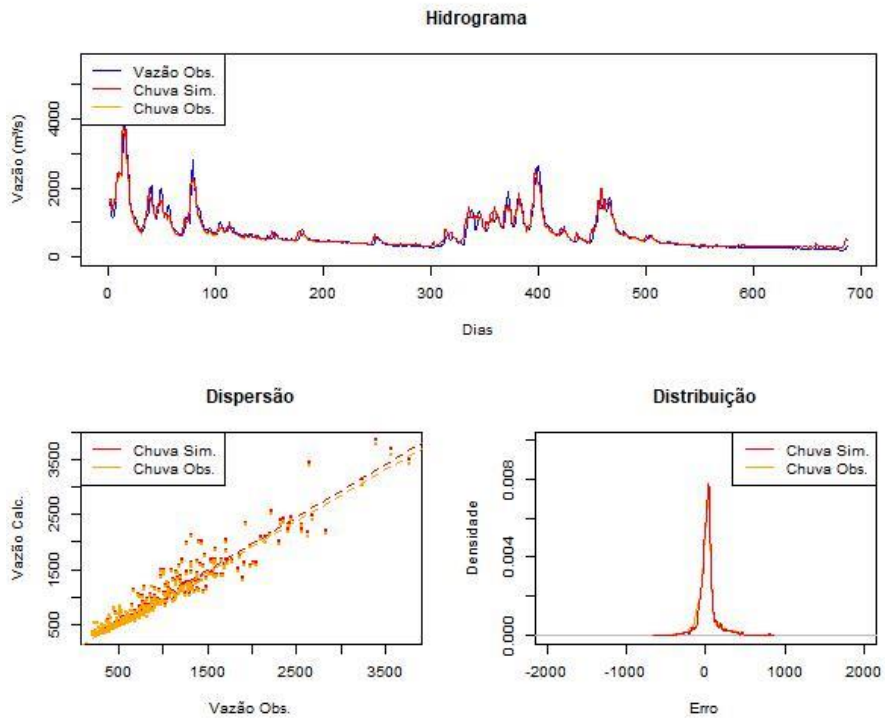 Hidrograma
Vazão Obs.
Chuva Sim.
Chuva Obs.
Vazão (m³/s)
4000
2000
0
0 100 200 300 400 500 600 700
Dias
Dispersão
Chuva Sim.
Chuva Obs.
Vazão Calc.
3500
2500
1500
500
500 1500 2500 3500
Vazão Obs.
Distribuição
Chuva Sim.
Chuva Obs.
Densidade
0.008
0.004
0.000
-2000 -1000 0 1000 2000
Erro